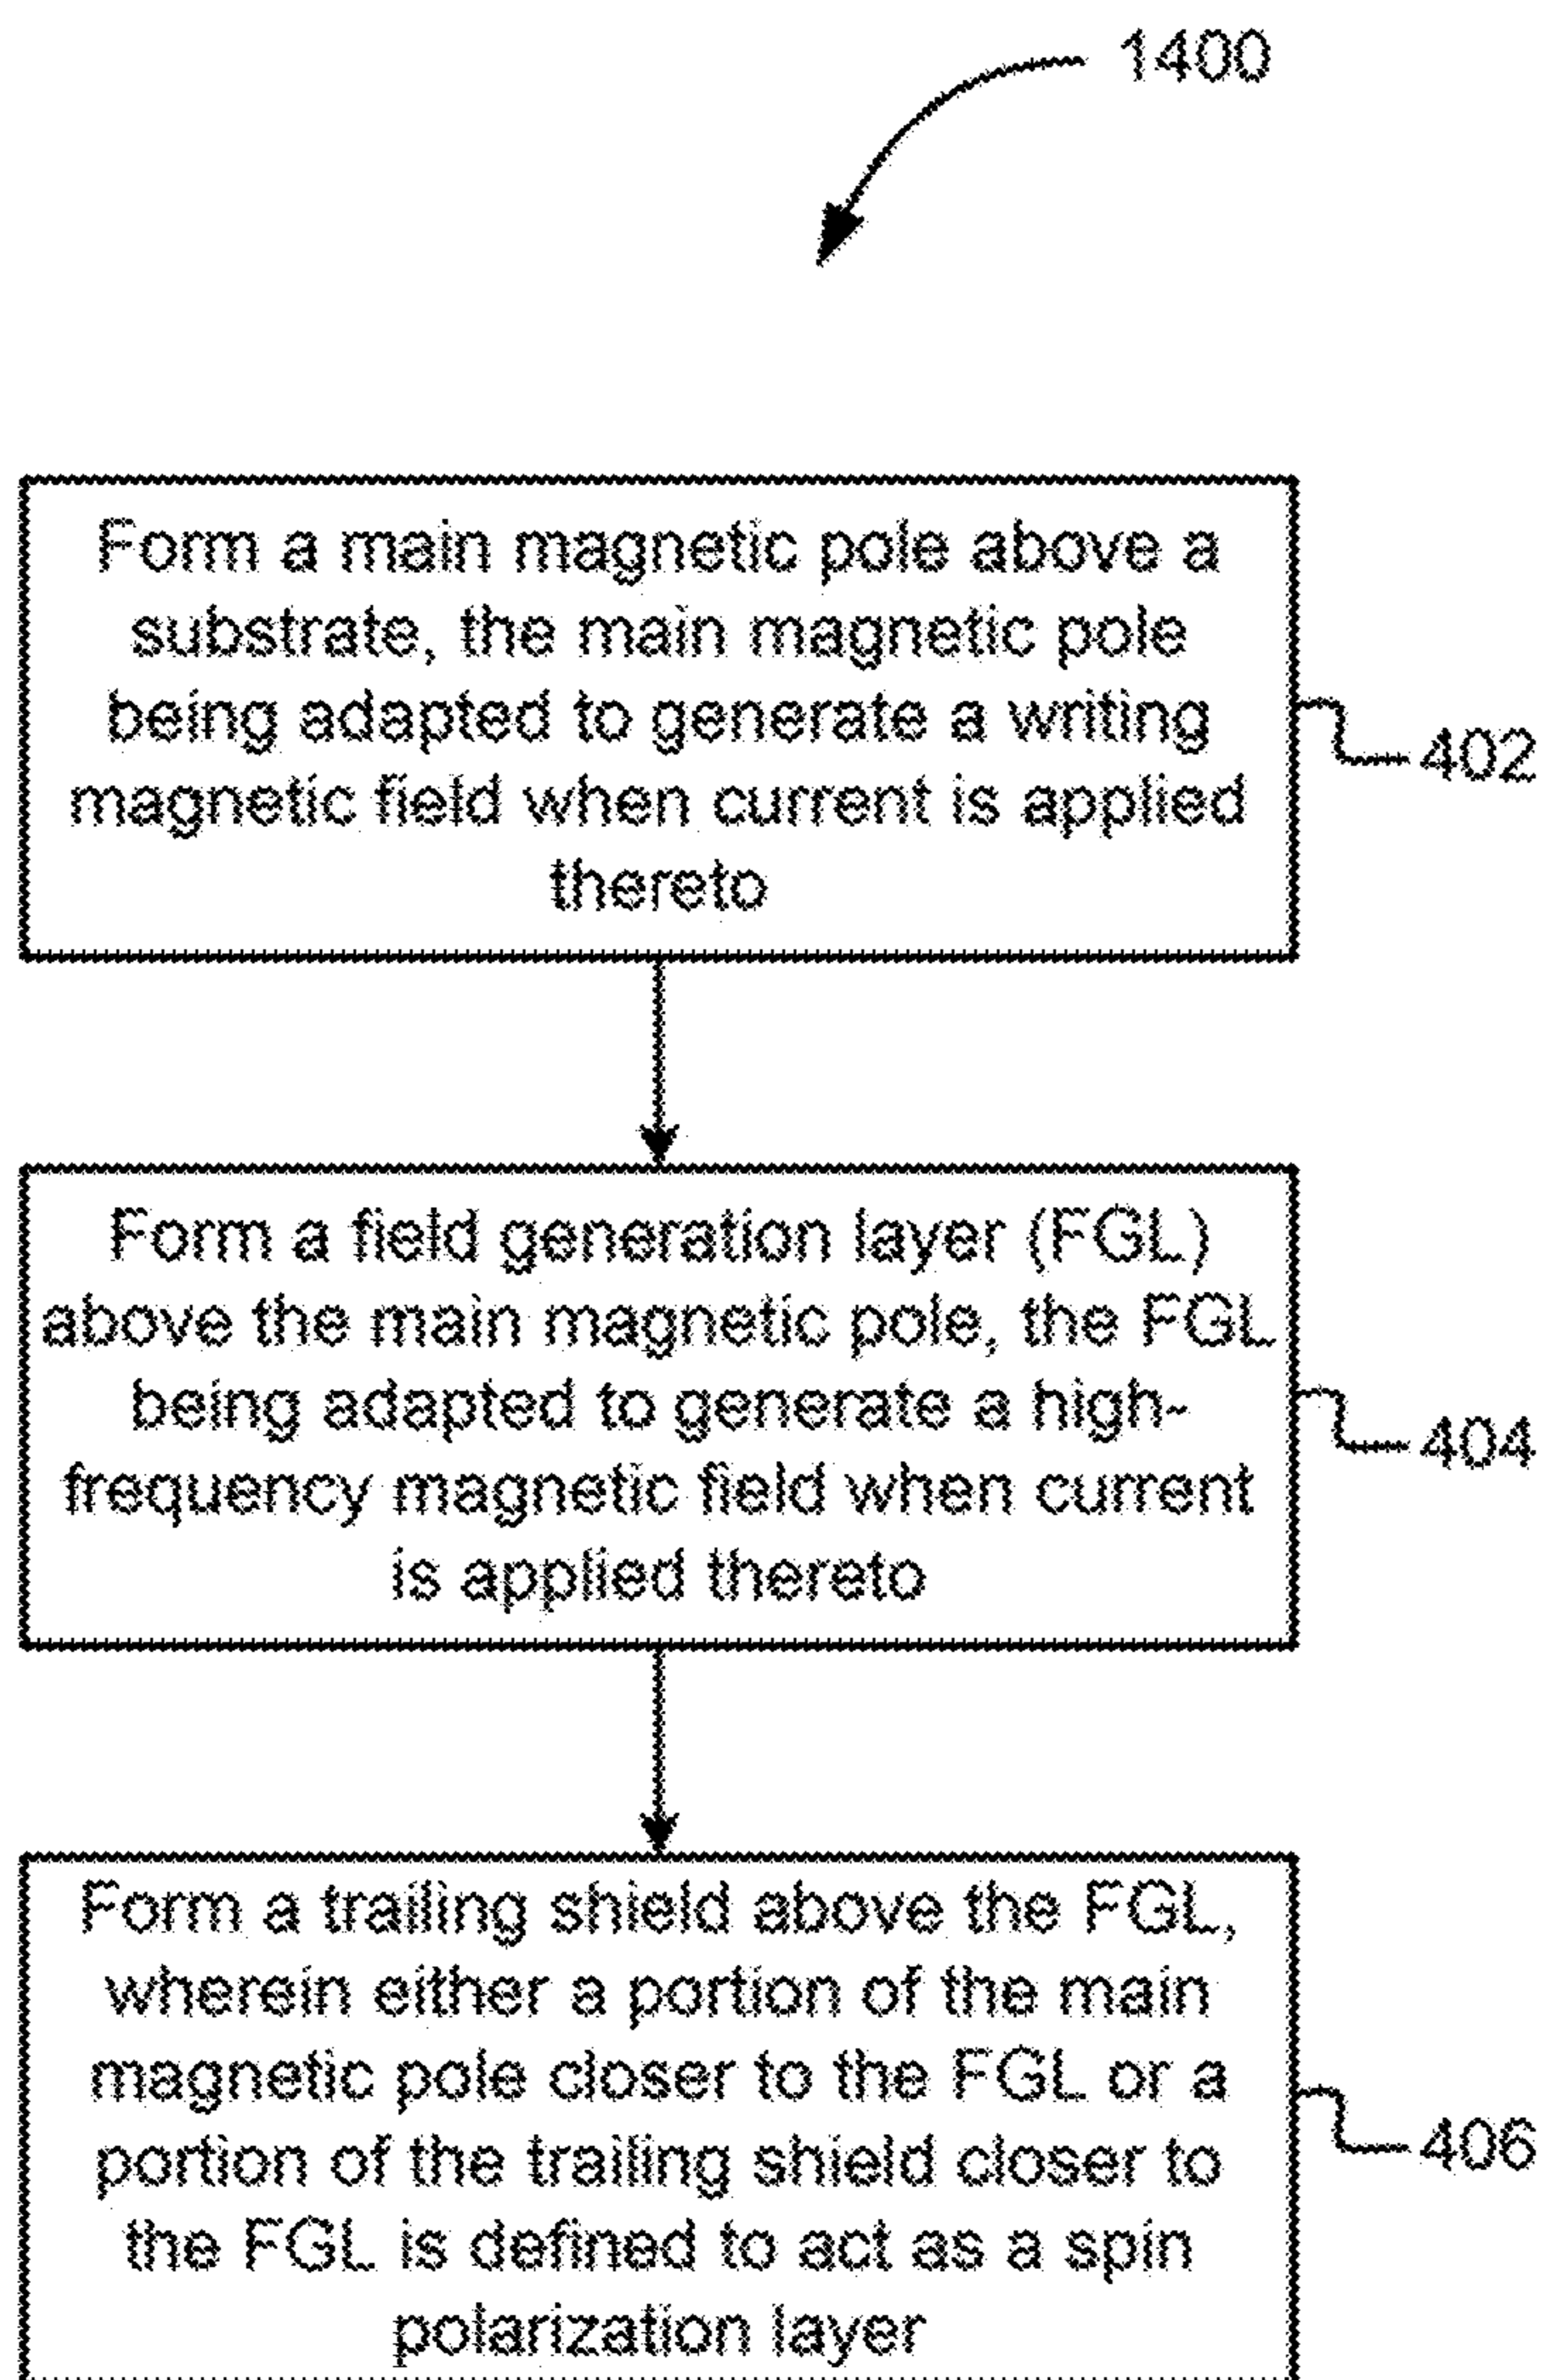 1400
Form a main magnetic pole above a
substrate, the main magnetic pole
being adapted to generate a writing
magnetic field when current is applied
thereto
402
Form a field generation layer (FGL)
above the main magnetic pole, the FGL
being adapted to generate a high-
frequency magnetic field when current
is applied thereto
404
Form a trailing shield above the FGL,
wherein either a portion of the main
magnetic pole closer to the FGL or a
portion of the trailing shield closer to
the FGL is defined to act as a spin
polarization layer
406